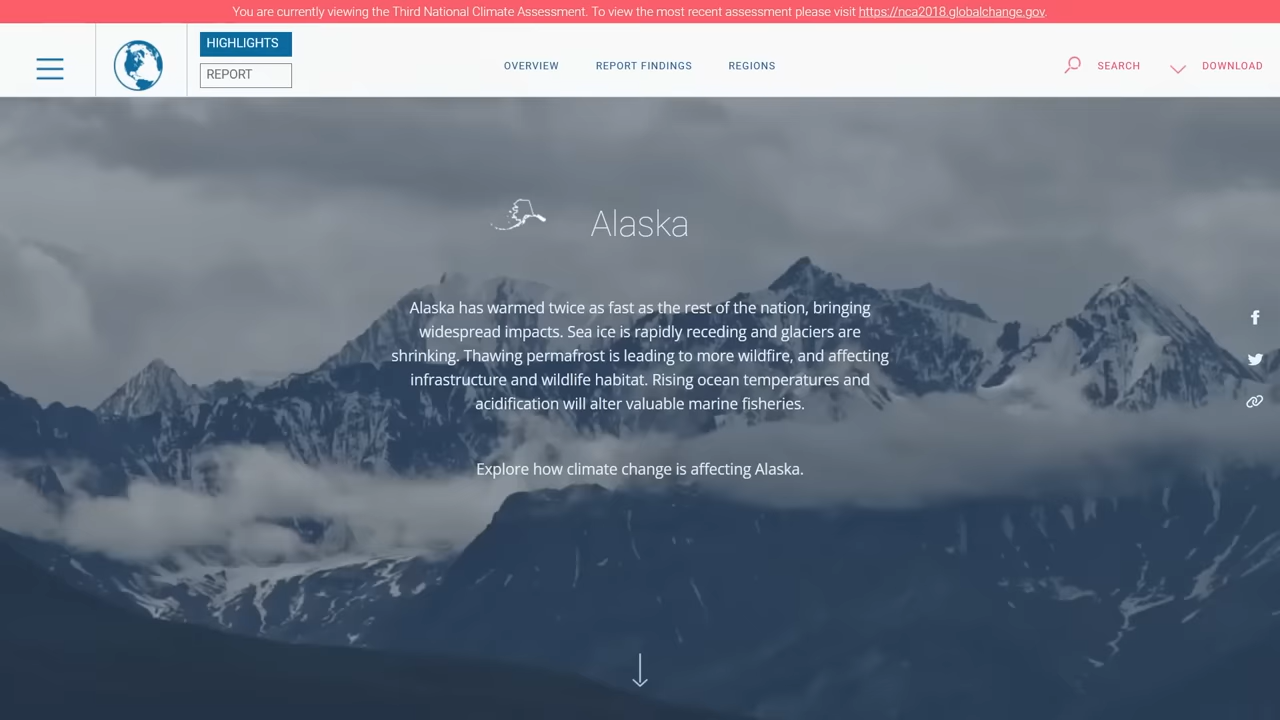 You are currently viewing the Third National Climate Assessment. To view the most recent assessment please visit https://nca2018.globalchange.gov.
HIGHLIGHTS
REPORT
OVERVIEW
REPORT FINDINGS
REGIONS
SEARCH
DOWNLOAD
Alaska
Alaska has warmed twice as fast as the rest of the nation, bringing
widespread impacts. Sea ice is rapidly receding and glaciers are
shrinking. Thawing permafrost is leading to more wildfire, and affecting
infrastructure and wildlife habitat. Rising ocean temperatures and
acidification will alter valuable marine fisheries.
Explore how climate change is affecting Alaska.